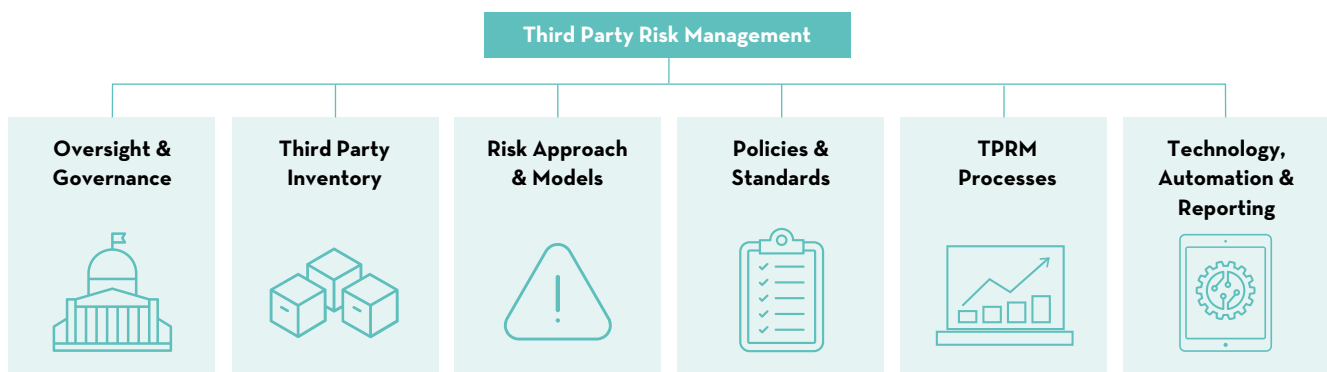 Third Party Risk Management
Oversight &
Governance
Third Party
Inventory
Risk Approach
& Models
Policies &
Standards
TPRM
Processes
Technology,
Automation &
Reporting